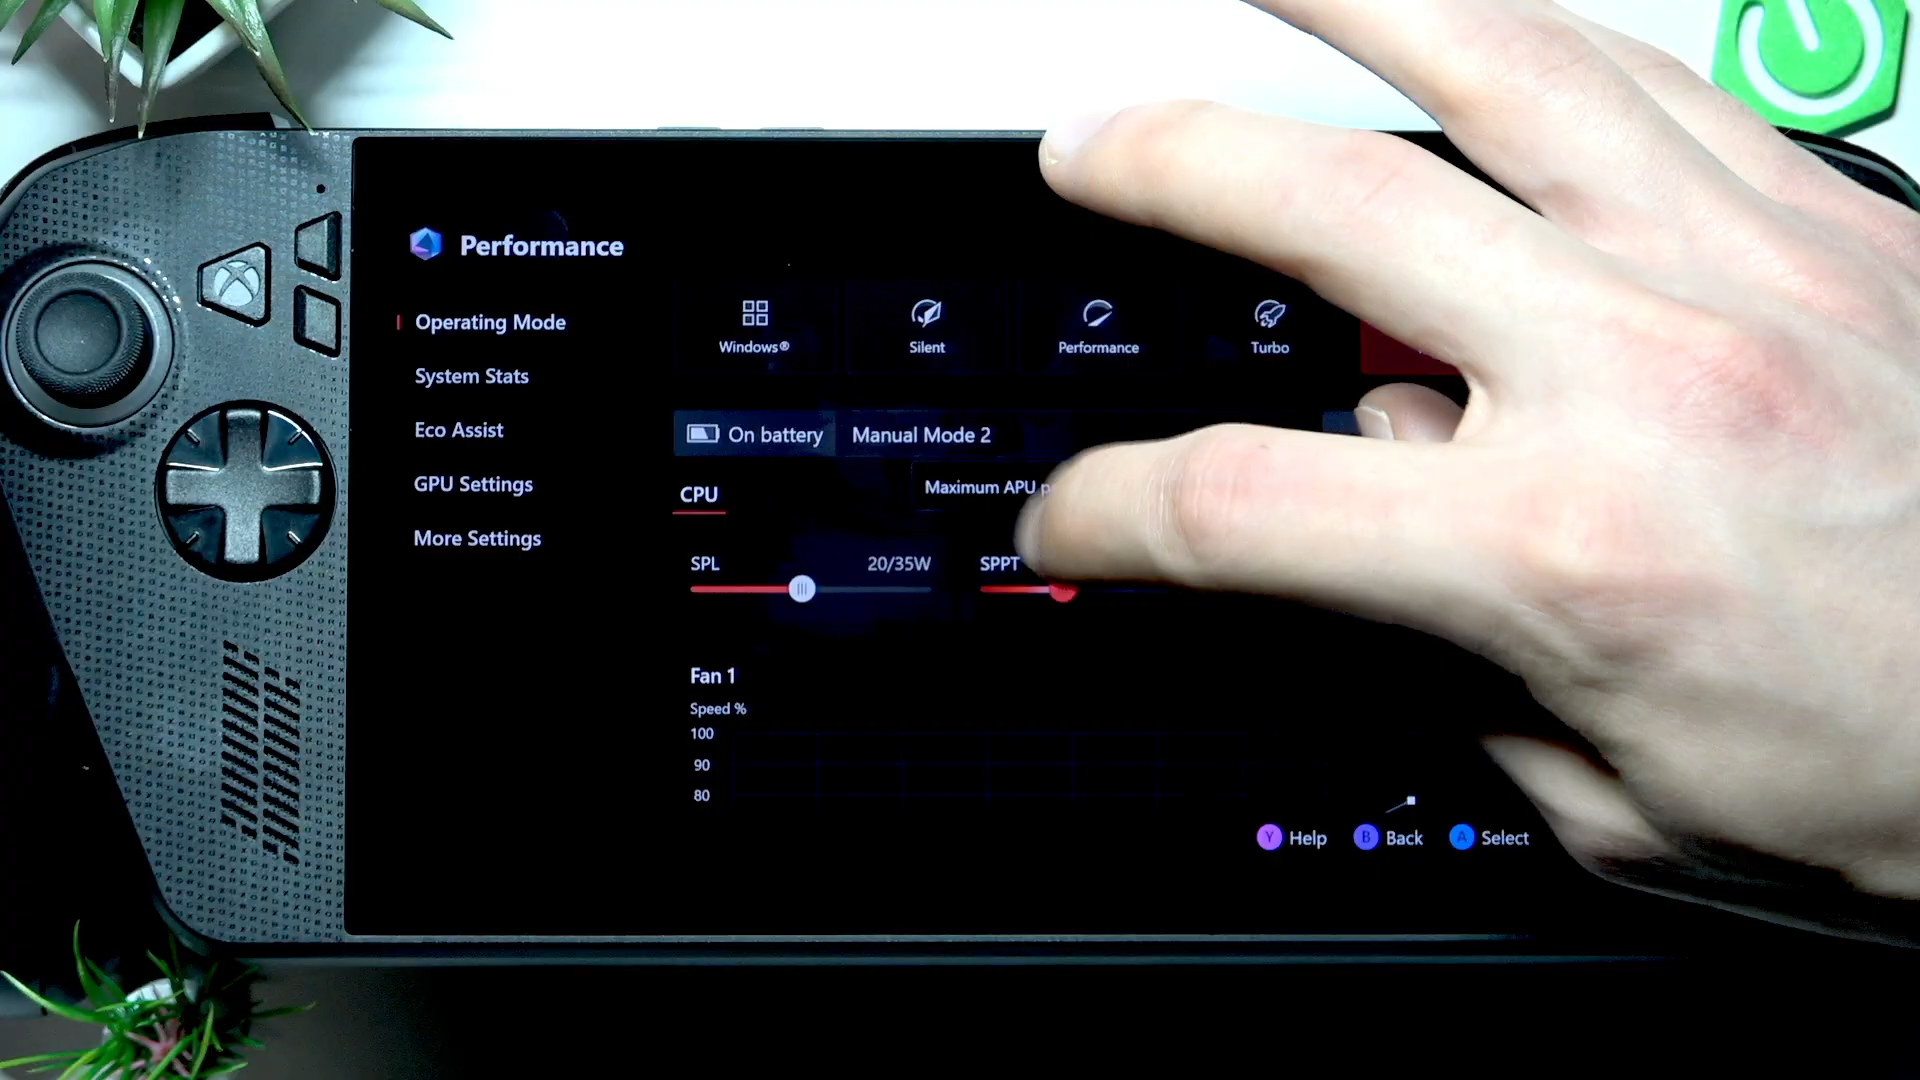 Performance
Operating Mode
System Stats
Eco Assist
GPU Settings
More Settings
Windows®
Silent
Performance
Turbo
On battery
Manual Mode 2
CPU
Maximum APU
SPL
20/35W
SPPT
Fan 1
Speed %
100
90
80
Y Help
B Back
A Select